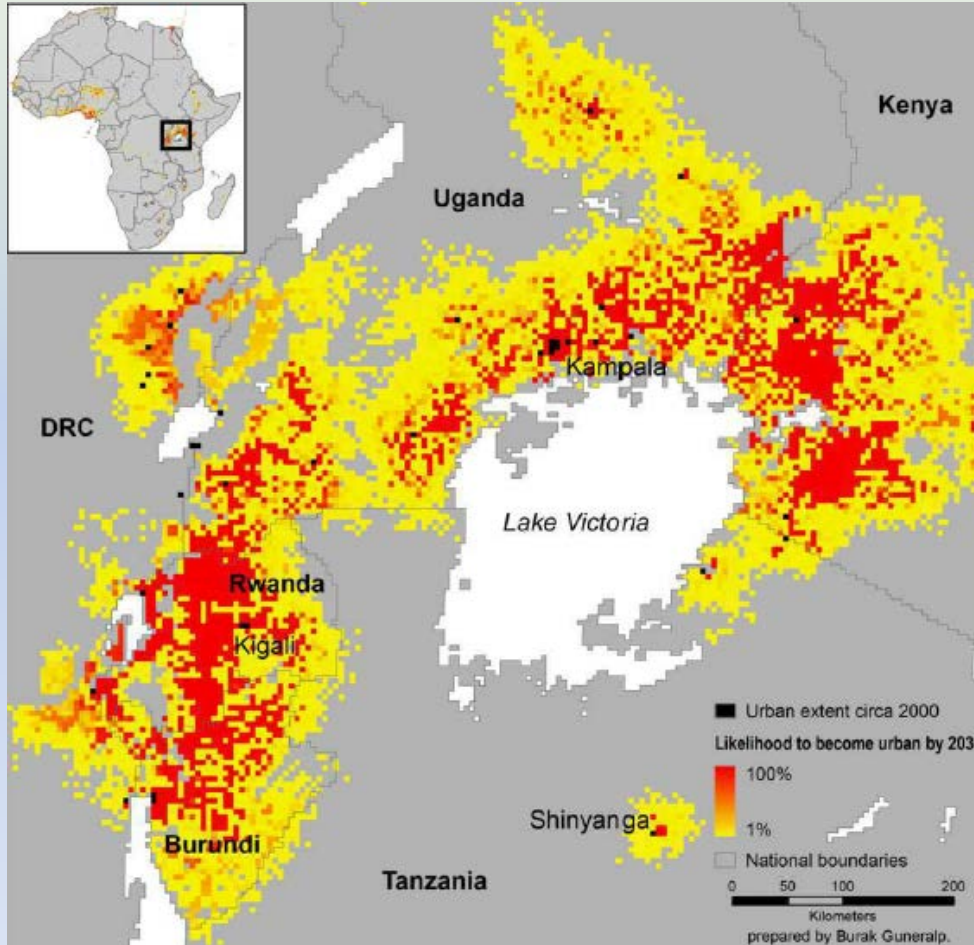 Kenya
Uganda
Kampala
DRC
Lake Victoria
Rwanda
Kigali
Urban extent circa 2000
Likelihood to become urban by 203
100%
1%
Shinyanga
National boundaries
Burundi
Tanzania
0 50 100 200
Kilometers
prepared by Burak Guneralp.